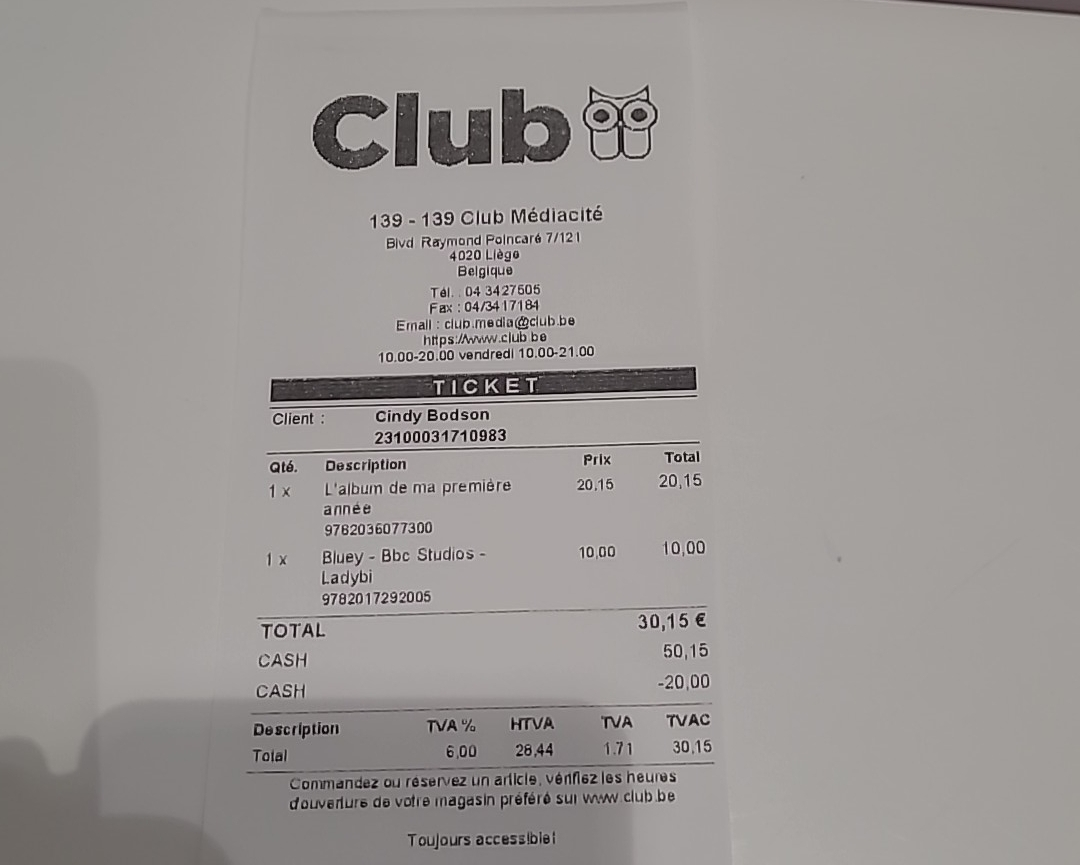 Club
139 - 139 Club Médiacité
Blvd Raymond Poincaré 7/121
4020 Liège
Belgique
Tél. : 04 3427505
Fax : 04/3417184
Email : club.media@club.be
https://www.club.be
10.00-20.00 vendredi 10.00-21.00
TICKET
Client : Cindy Bodson
23100031710983
Qté. Description Prix Total
1 x L'album de ma première 20,15 20,15
année
9782036077300
1 x Bluey - Bbc Studios - 10,00 10,00
Ladybi
9782017292005
TOTAL 30,15 €
CASH 50,15
CASH -20,00
Description TVA % HTVA TVA TVAC
Total 6,00 28,44 1.71 30,15
Commandez ou réservez un article, vérifiez les heures
d'ouverture de votre magasin préféré sur www.club.be
Toujours accessible!